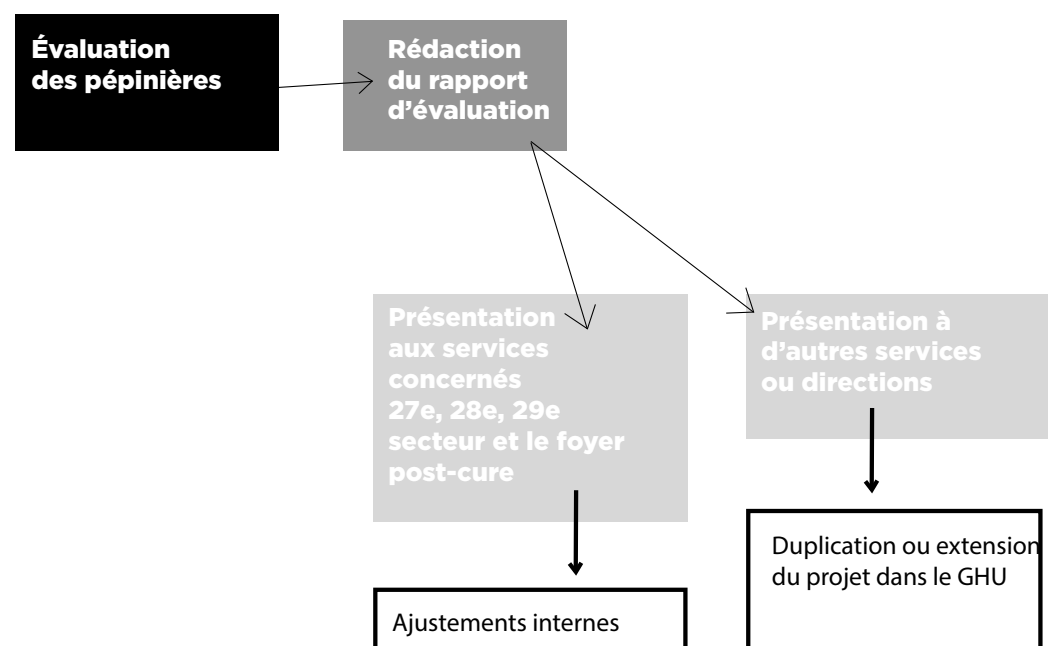 Évaluation
des pépinières
Rédaction
du rapport
d'évaluation
Présentation
aux services
concernés
27e, 28e, 29e
secteur et le foyer
post-cure
Présentation à
d'autres services
ou directions
Ajustements internes
Duplication ou extension
du projet dans le GHU